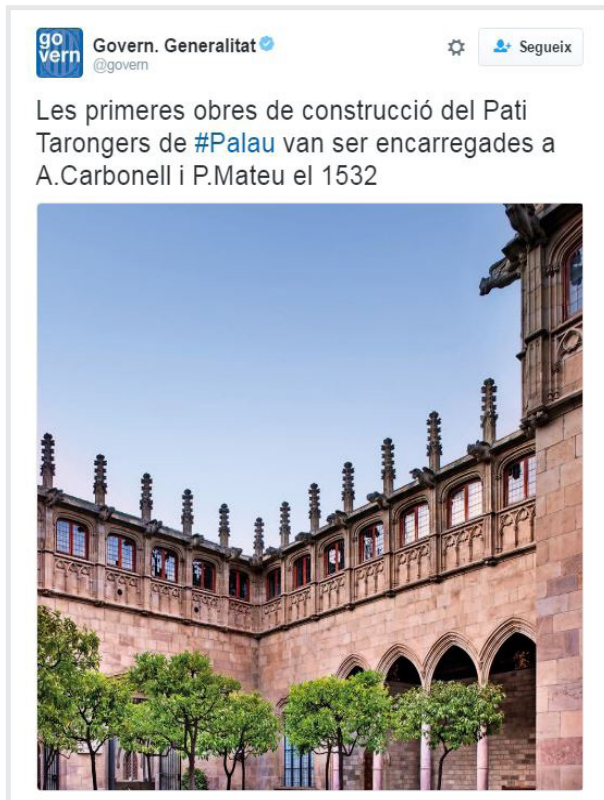 go
vern
Govern. Generalitat
@govern
Segueix
Les primeres obres de construcció del Pati
Tarongers de #Palau van ser encarregades a
A.Carbonell i P.Mateu el 1532